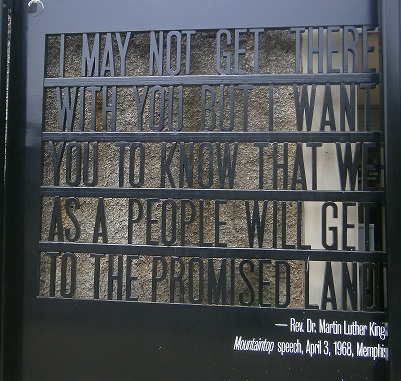 I MAY NOT GET THERE
WITH YOU BUT I WANT
YOU TO KNOW THAT WE
AS A PEOPLE WILL GET
TO THE PROMISED LAND
— Rev. Dr. Martin Luther King
Mountaintop speech, April 3, 1968, Memphis